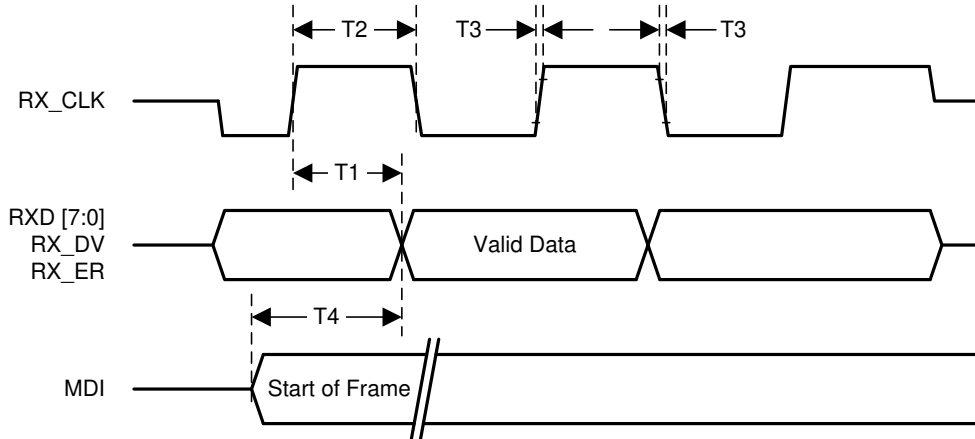 T2
T3
T3
RX_CLK
T1
RXD [7:0]
RX_DV
Valid Data
RX_ER
T4
MDI
Start of Frame